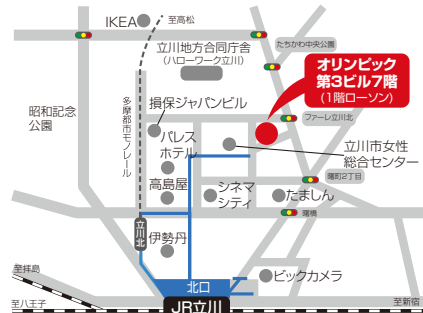 IKEA
至高松
たちかわ中央公園
立川地方合同庁舎
(ハローワーク立川)
オリンピック
第3ビル7階
(1階ローソン)
昭和記念
公園
多摩都市モノレール
損保ジャパンビル
ファーレ立川北
パレス
ホテル
立川市女性
総合センター
高島屋
シネマ
シティ
曙町2丁目
たましん
曙橋
立川北
伊勢丹
ビックカメラ
至拝島
北口
至新宿
至八王子
JR立川